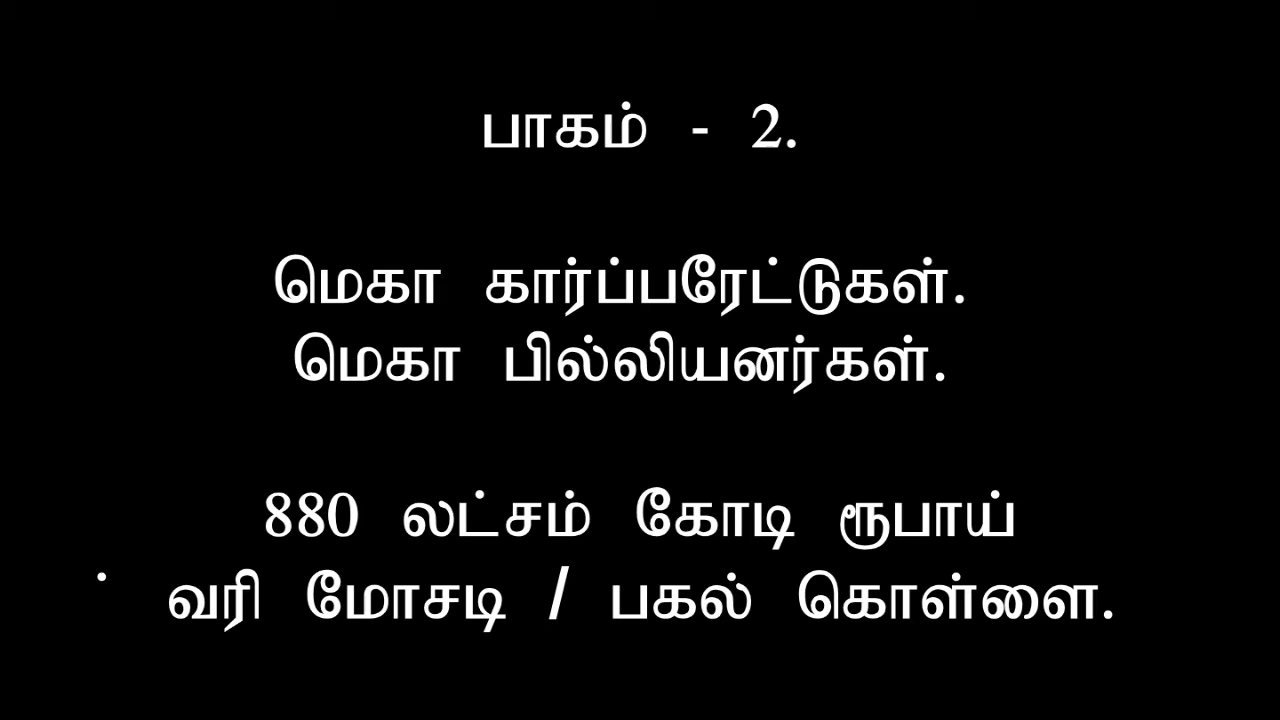 பாகம் - 2.
மெகா கார்ப்பரேட்டுகள்.
மெகா பில்லியனர்கள்.
880 லட்சம் கோடி ரூபாய்
வரி மோசடி / பகல் கொள்ளை.